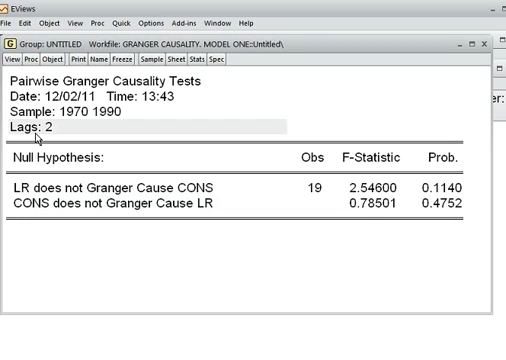 EViews
File Edit Object View Proc Quick Options Add-ins Window Help
G Group: UNTITLED Workfile: GRANGER CAUSALITY. MODEL ONE::Untitled\
View Proc Object Print Name Freeze Sample Sheet Stats Spec
Pairwise Granger Causality Tests
Date: 12/02/11 Time: 13:43
Sample: 1970 1990
Lags: 2
Null Hypothesis: Obs F-Statistic Prob.
LR does not Granger Cause CONS 19 2.54600 0.1140
CONS does not Granger Cause LR 0.78501 0.4752